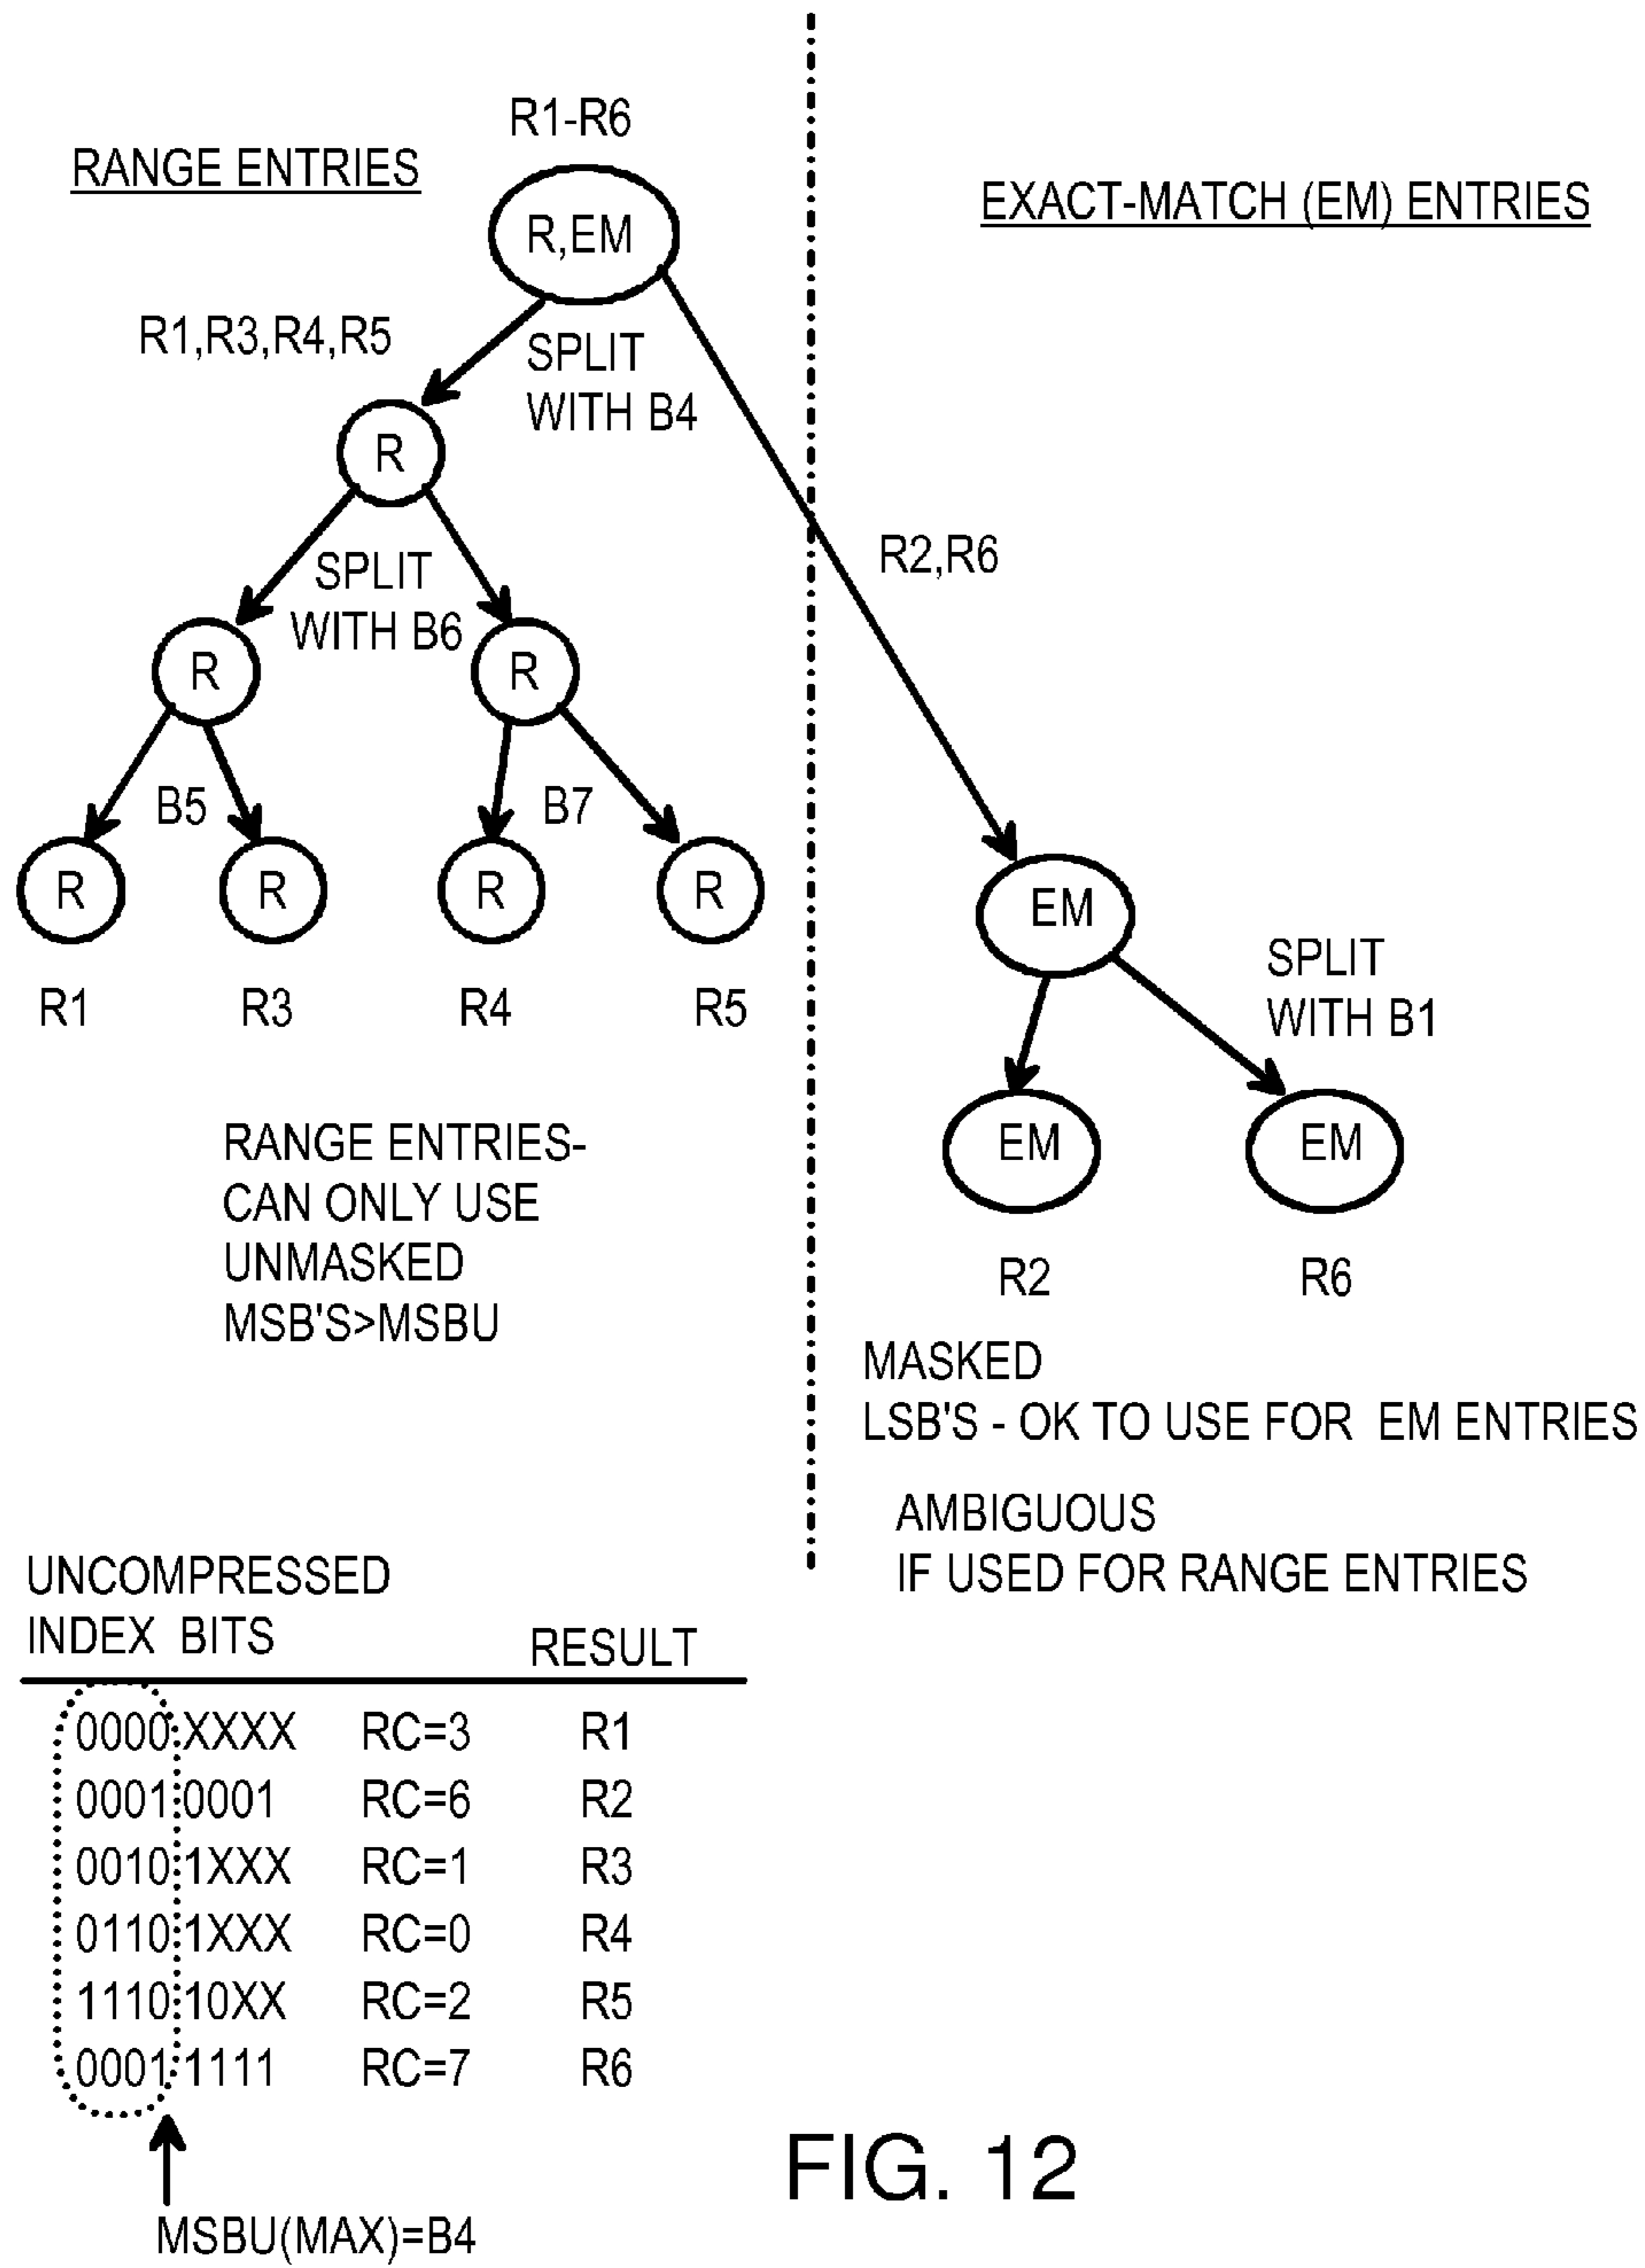 R1-R6
RANGE ENTRIES
EXACT-MATCH (EM) ENTRIES
R,EM
R1,R3,R4,R5
SPLIT
WITH B4
R
R2,R6
SPLIT
WITH B6
R
R
B5
B7
R
R
R
R
EM
SPLIT
WITH B1
R1
R3
R4
R5
EM
EM
RANGE ENTRIES-
CAN ONLY USE
UNMASKED
MSB'S>MSBU
R2
R6
MASKED
LSB'S - OK TO USE FOR EM ENTRIES
AMBIGUOUS
IF USED FOR RANGE ENTRIES
UNCOMPRESSED
INDEX BITS
RESULT
0000 XXXX RC=3 R1
0001 0001 RC=6 R2
0010 1XXX RC=1 R3
0110 1XXX RC=0 R4
1110 10XX RC=2 R5
0001 1111 RC=7 R6
MSBU(MAX)=B4
FIG. 12